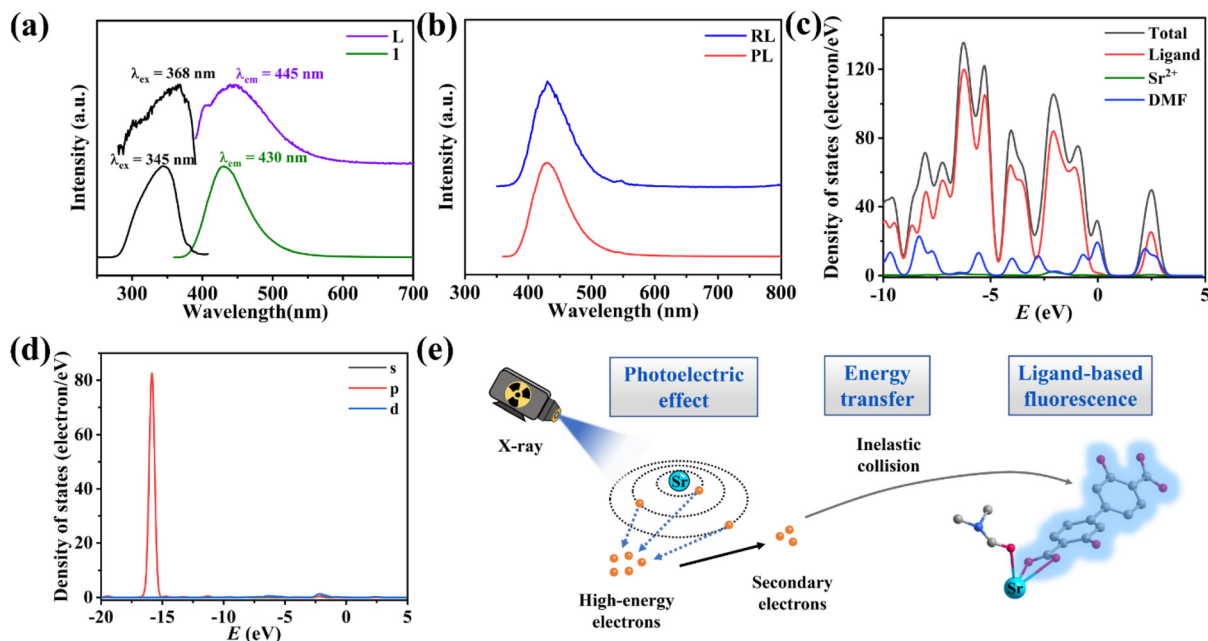 (a)
L
1
λex = 368 nm
λem = 445 nm
λex = 345 nm
λem = 430 nm
Intensity (a.u.)
300 400 500 600 700
Wavelength(nm)
(b)
RL
PL
Intensity (a.u.)
300 400 500 600 700 800
Wavelength (nm)
(c)
Total
Ligand
Sr2+
DMF
Density of states (electron/eV)
120
80
40
0
-10 -5 0 5
E (eV)
(d)
s
p
d
Density of states (electron/eV)
80
60
40
20
0
-20 -15 -10 -5 0 5
E (eV)
(e)
Photoelectric
effect
Energy
transfer
Ligand-based
fluorescence
X-ray
Sr
Inelastic
collision
High-energy
electrons
Secondary
electrons
Sr